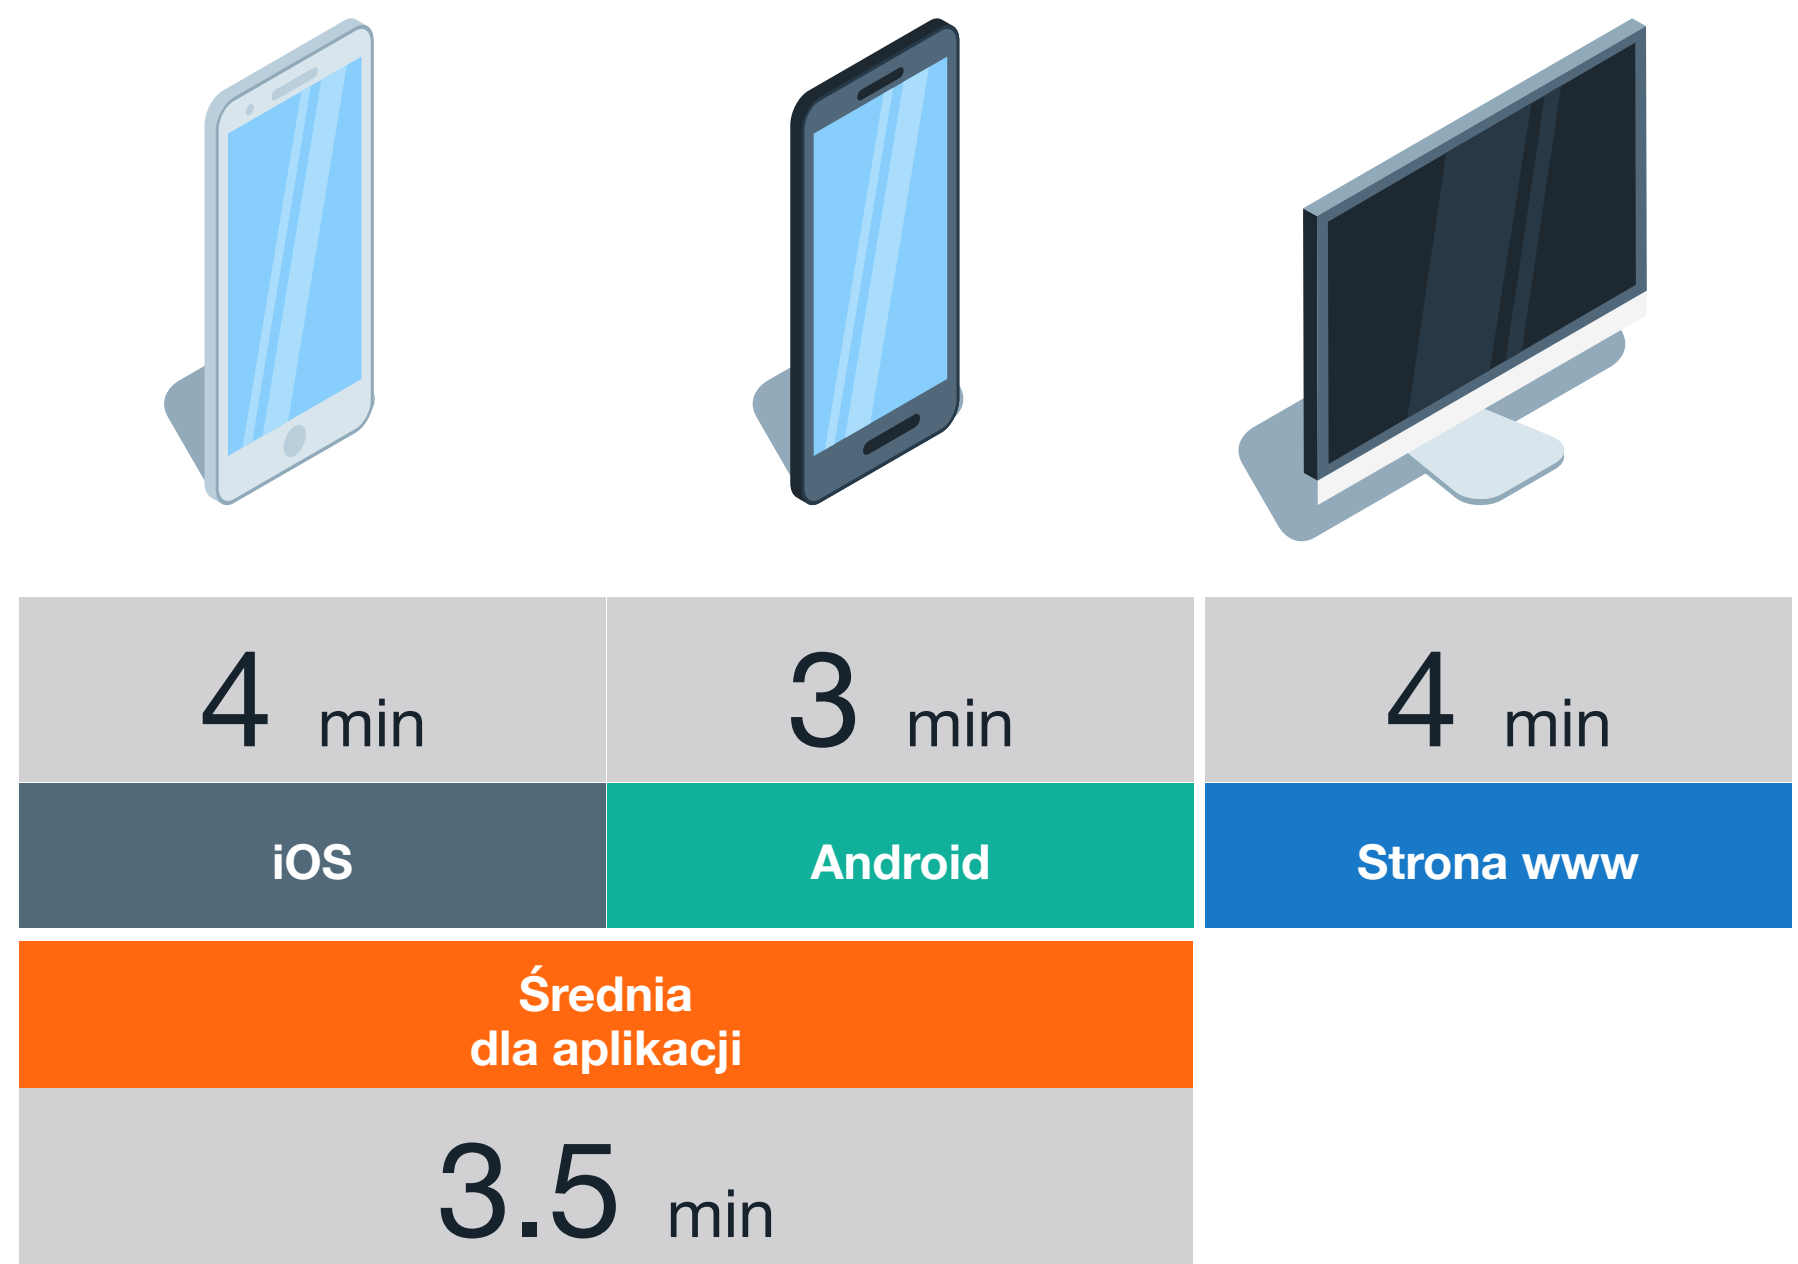 4 min 3 min 4 min
iOS Android Strona www
Średnia
dla aplikacji
3.5 min